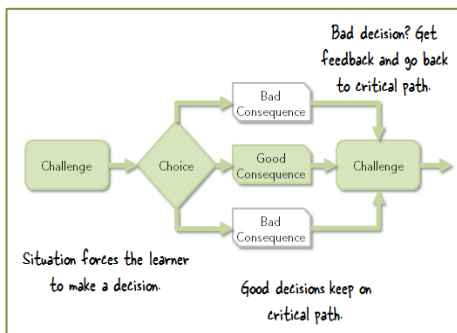 Bad decision? Get
feedback and go back
to critical path.
Bad
Consequence
Challenge
Choice
Good
Consequence
Challenge
Bad
Consequence
Situation forces the learner
to make a decision.
Good decisions keep on
critical path.